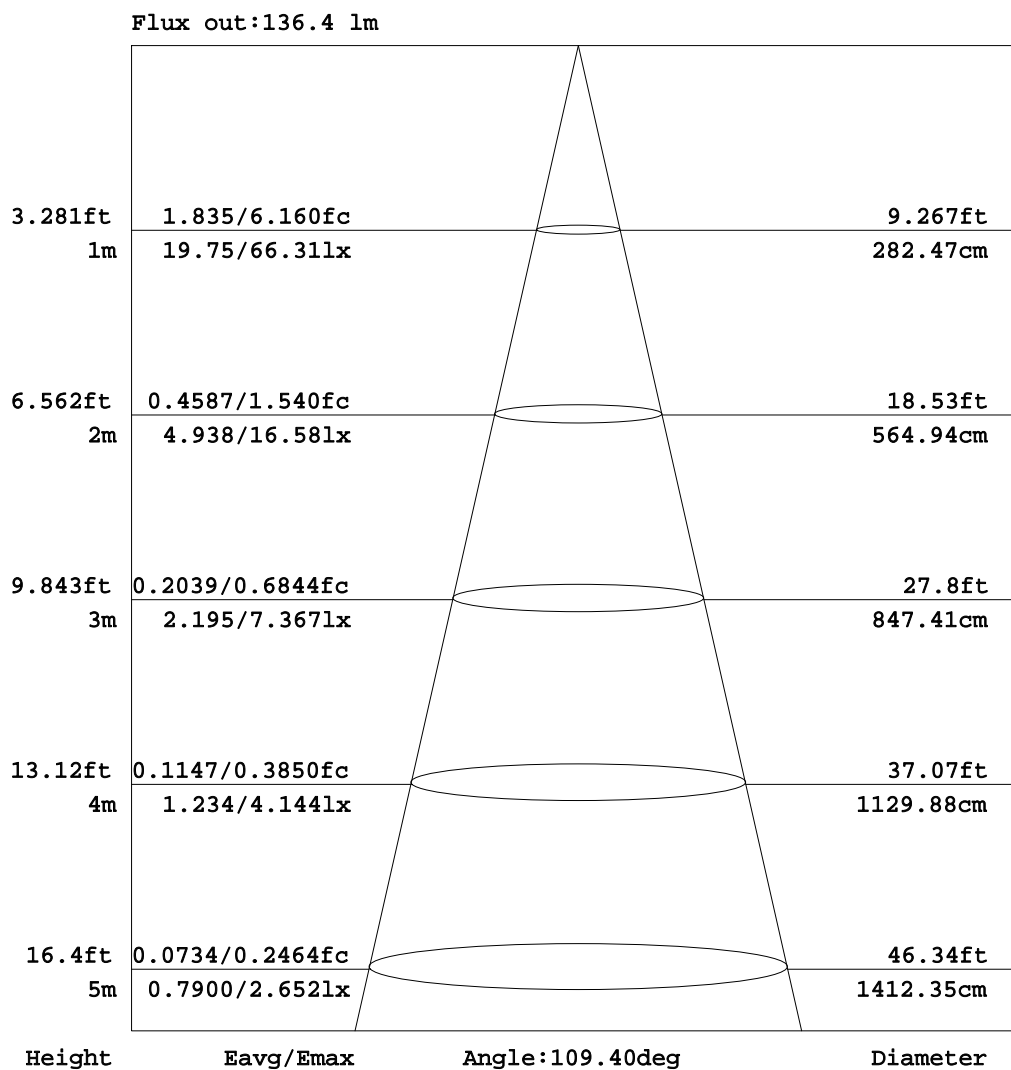 Flux out:136.4 lm
3.281ft 1.835/6.160fc 9.267ft
1m 19.75/66.31lx 282.47cm
6.562ft 0.4587/1.540fc 18.53ft
2m 4.938/16.58lx 564.94cm
9.843ft 0.2039/0.6844fc 27.8ft
3m 2.195/7.367lx 847.41cm
13.12ft 0.1147/0.3850fc 37.07ft
4m 1.234/4.144lx 1129.88cm
16.4ft 0.0734/0.2464fc 46.34ft
5m 0.7900/2.652lx 1412.35cm
Height Eavg/Emax Angle:109.40deg Diameter